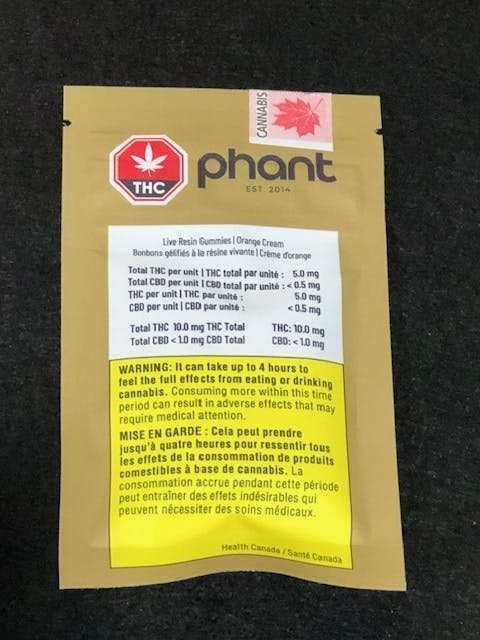 CANNABIS
THC
phant
EST. 2014
Live Resin Gummies | Orange Cream
Bonbons gélifiés à la résine vivante | Crème d'orange
Total THC per unit | THC total par unité : 5.0 mg
Total CBD per unit | CBD total par unité : < 0.5 mg
THC per unit | THC par unité : 5.0 mg
CBD per unit | CBD par unité : < 0.5 mg
Total THC 10.0 mg THC Total THC: 10.0 mg
Total CBD < 1.0 mg CBD Total CBD: < 1.0 mg
WARNING: It can take up to 4 hours to
feel the full effects from eating or drinking
cannabis. Consuming more within this time
period can result in adverse effects that may
require medical attention.
MISE EN GARDE : Cela peut prendre
jusqu'à quatre heures pour ressentir tous
les effets de la consommation de produits
comestibles à base de cannabis. La
consommation accrue pendant cette période
peut entraîner des effets indésirables qui
peuvent nécessiter des soins médicaux.
Health Canada / Santé Canada